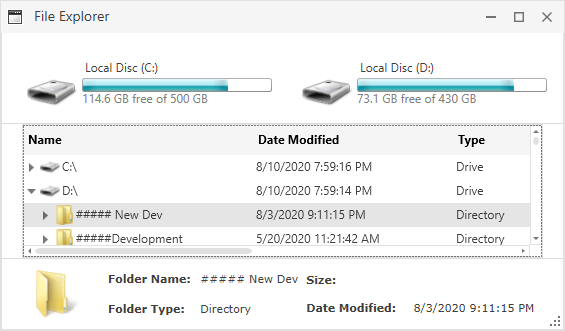 File Explorer
Local Disc (C:) Local Disc (D:)
114.6 GB free of 500 GB 73.1 GB free of 430 GB
Name Date Modified Type
C:\ 8/10/2020 7:59:16 PM Drive
D:\ 8/10/2020 7:59:14 PM Drive
##### New Dev 8/3/2020 9:11:15 PM Directory
#####Development 5/20/2020 11:21:42 AM Directory
Folder Name: ##### New Dev Size:
Folder Type: Directory Date Modified: 8/3/2020 9:11:15 PM